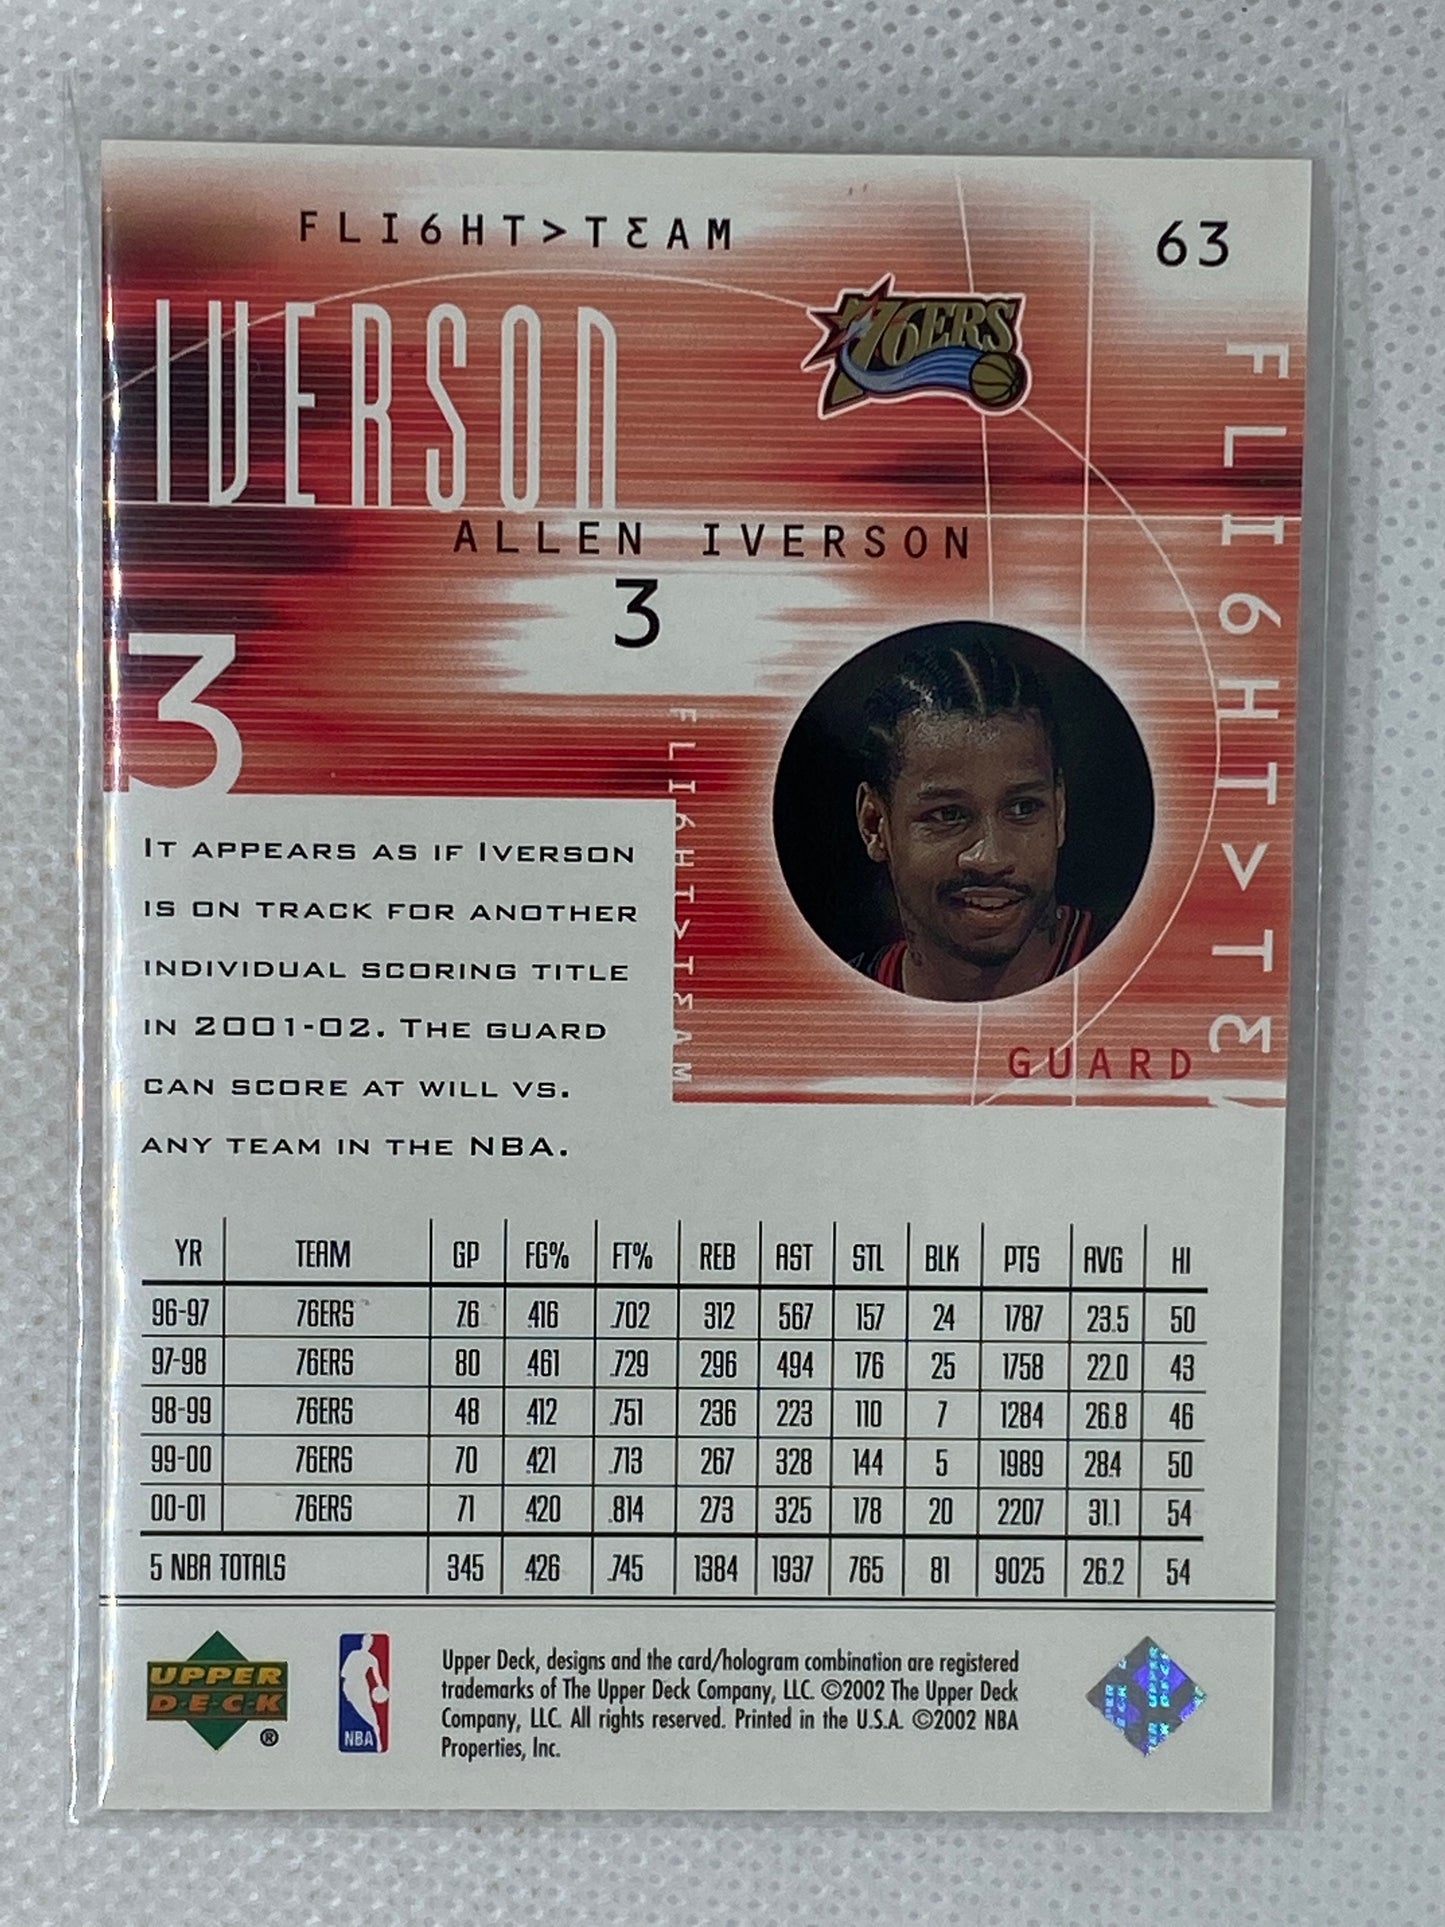 FLI6HT>TEAM
63
IVERSON
76ERS
ALLEN IVERSON
3
3
FLI6HT>TEAM
FLI6HT>TE
GUARD
IT APPEARS AS IF IVERSON
IS ON TRACK FOR ANOTHER
INDIVIDUAL SCORING TITLE
IN 2001-02. THE GUARD
CAN SCORE AT WILL VS.
ANY TEAM IN THE NBA.
YR TEAM GP FG% FT% REB AST STL BLK PTS AVG HI
96-97 76ERS 76 .416 .702 312 567 157 24 1787 23.5 50
97-98 76ERS 80 .461 .729 296 494 176 25 1758 22.0 43
98-99 76ERS 48 .412 .751 236 223 110 7 1284 26.8 46
99-00 76ERS 70 .421 .713 267 328 144 5 1989 28.4 50
00-01 76ERS 71 .420 .814 273 325 178 20 2207 31.1 54
5 NBA TOTALS 345 .426 .745 1384 1937 765 81 9025 26.2 54
UPPER
D·E·C·K
®
NBA
Upper Deck, designs and the card/hologram combination are registered
trademarks of The Upper Deck Company, LLC. ©2002 The Upper Deck
Company, LLC. All rights reserved. Printed in the U.S.A. ©2002 NBA
Properties, Inc.